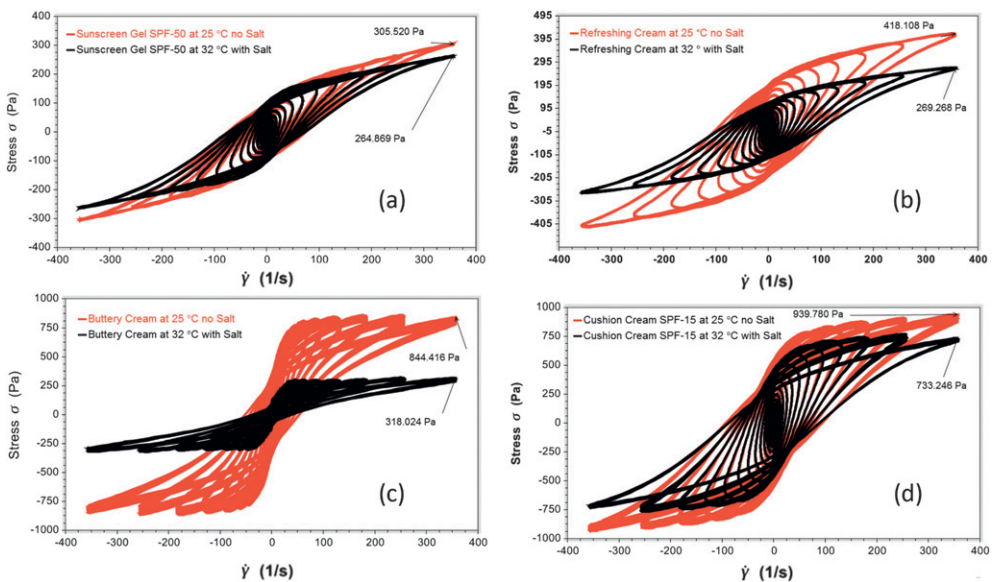 Sunscreen Gel SPF-50 at 25 °C no Salt
Sunscreen Gel SPF-50 at 32 °C with Salt
305.520 Pa
264.869 Pa
400
300
200
100
0
-100
-200
-300
-400
Stress σ (Pa)
(a)
-400 -300 -200 -100 0 100 200 300 400
γ̇ (1/s)
Refreshing Cream at 25 °C no Salt
Refreshing Cream at 32 ° with Salt
418.108 Pa
269.268 Pa
495
395
295
195
95
-5
-105
-205
-305
-405
Stress σ (Pa)
(b)
-400 -300 -200 -100 0 100 200 300 400
γ̇ (1/s)
Buttery Cream at 25 °C no Salt
Buttery Cream at 32 °C with Salt
844.416 Pa
318.024 Pa
1000
750
500
250
0
-250
-500
-750
-1000
Stress σ (Pa)
(c)
-400 -300 -200 -100 0 100 200 300 400
γ̇ (1/s)
Cushion Cream SPF-15 at 25 °C no Salt
Cushion Cream SPF-15 at 32 °C with Salt
939.780 Pa
733.246 Pa
1000
750
500
250
0
-250
-500
-750
-1000
Stress σ (Pa)
(d)
-400 -300 -200 -100 0 100 200 300 400
γ̇ (1/s)